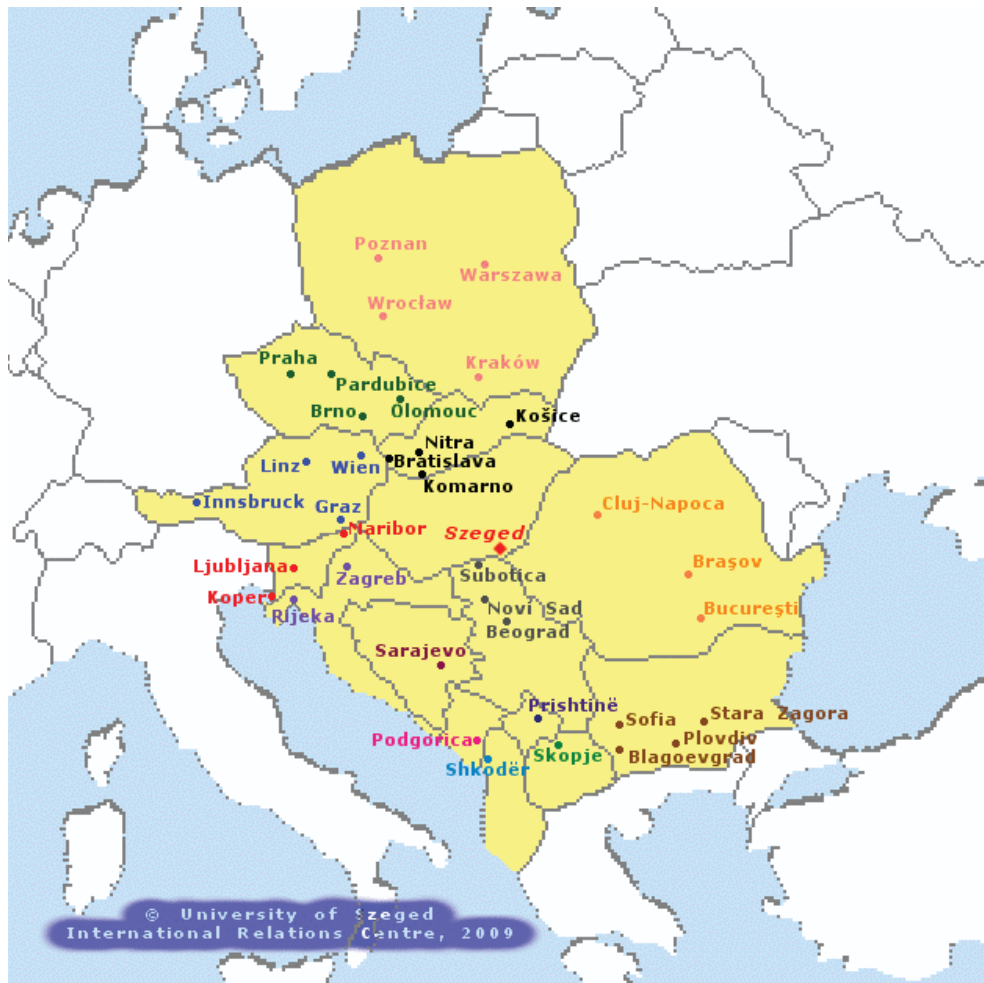 Poznan
Warszawa
Wrocław
Kraków
Praha
Pardubice
Brno
Olomouc
Košice
Nitra
Bratislava
Linz
Wien
Komarno
Innsbruck
Graz
Cluj-Napoca
Maribor
Szeged
Ljubljana
Zagreb
Subotica
Braşov
Koper
Rijeka
Novi Sad
Bucureşti
Beograd
Sarajevo
Prishtinë
Sofia
Stara Zagora
Podgorica
Skopje
Plovdiv
Blagoevgrad
Shkodër
© University of Szeged
International Relations Centre, 2009